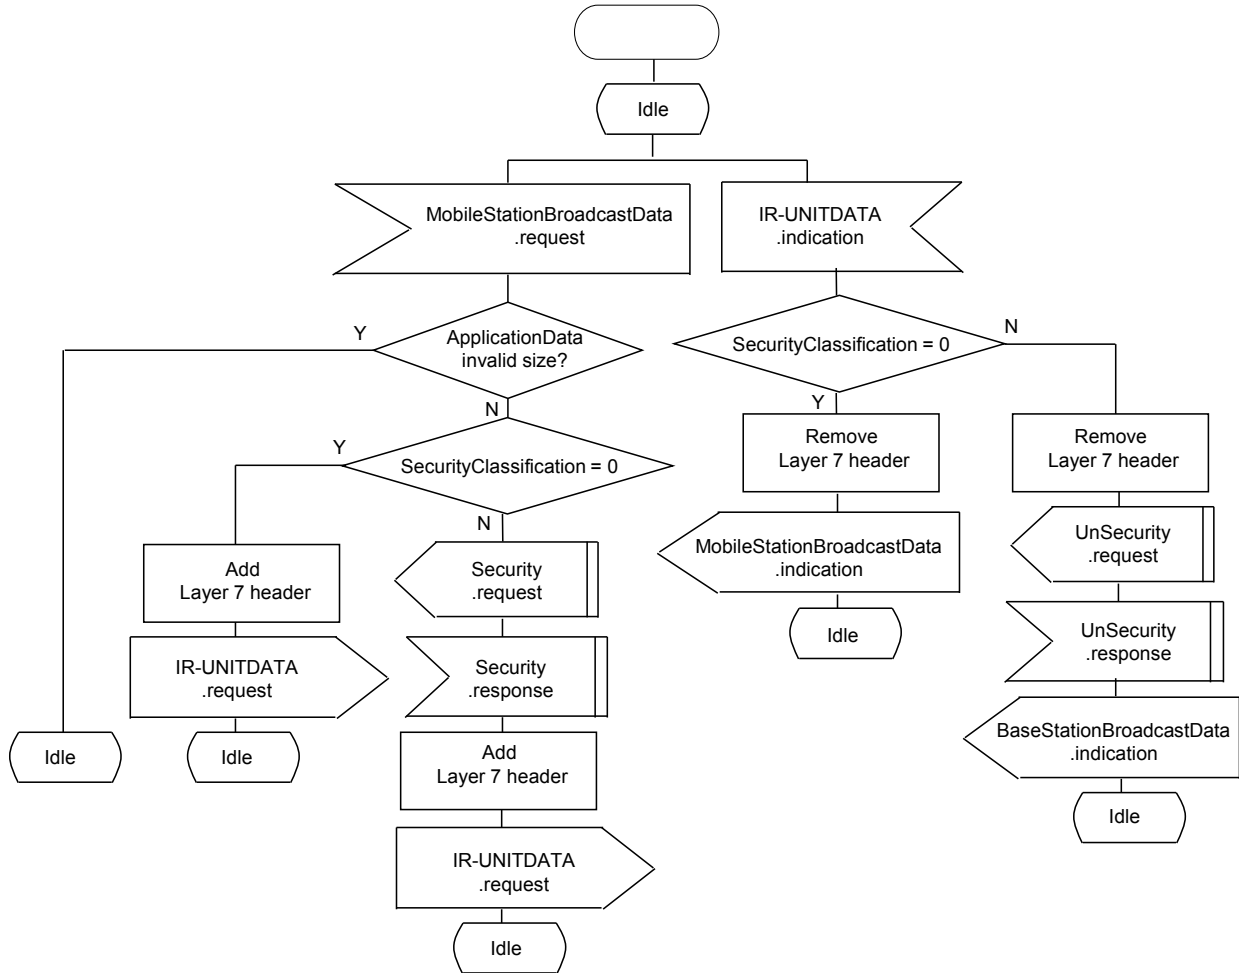 Idle
MobileStationBroadcastData
.request
IR-UNITDATA
.indication
Y
ApplicationData
invalid size?
N
SecurityClassification = 0
N
Y
SecurityClassification = 0
N
Y
Remove
Layer 7 header
Remove
Layer 7 header
Add
Layer 7 header
Security
.request
MobileStationBroadcastData
.indication
UnSecurity
.request
IR-UNITDATA
.request
Security
.response
Idle
UnSecurity
.response
Idle
Idle
Add
Layer 7 header
BaseStationBroadcastData
.indication
IR-UNITDATA
.request
Idle
Idle